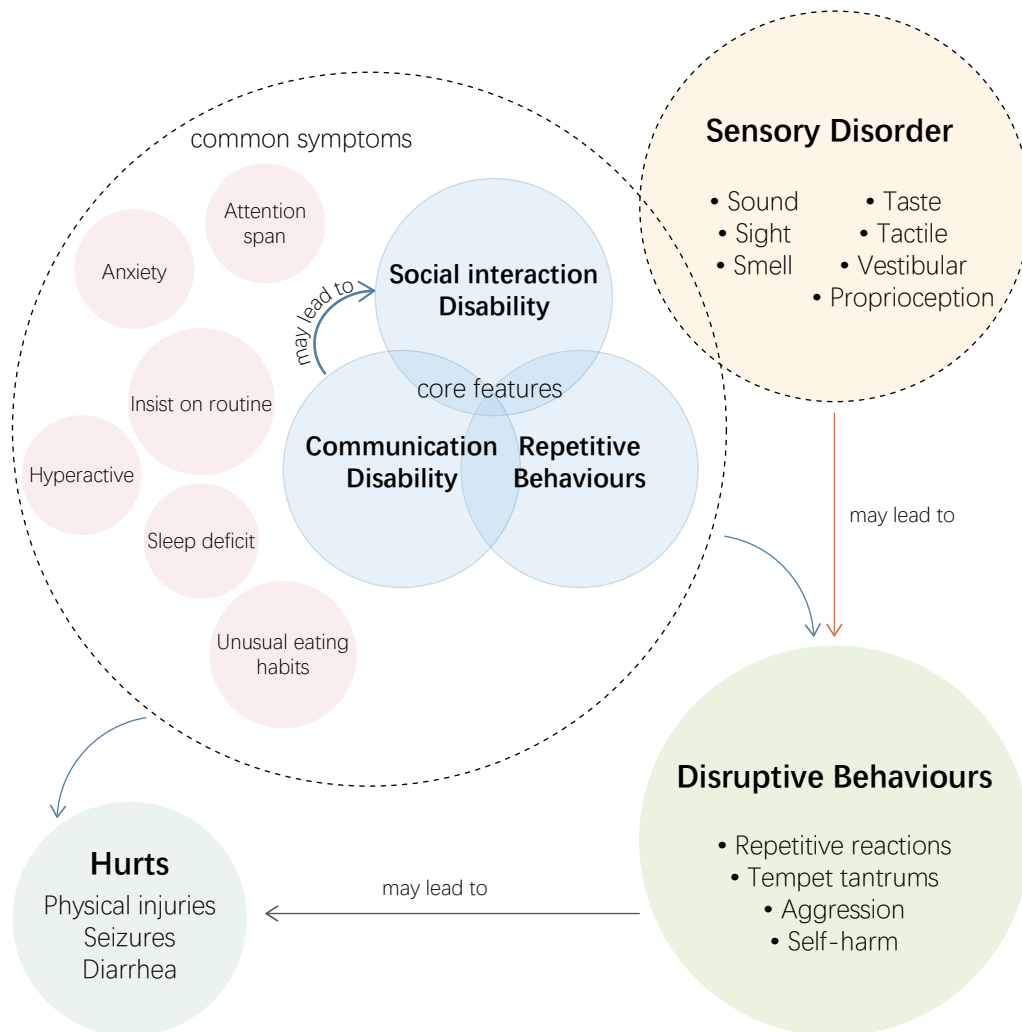 common symptoms
Attention
span
Anxiety
Insist on routine
Hyperactive
Sleep deficit
Unusual eating
habits
may lead to
Social interaction
Disability
core features
Communication
Disability
Repetitive
Behaviours
Sensory Disorder
• Sound
• Sight
• Smell
• Taste
• Tactile
• Vestibular
• Proprioception
may lead to
Disruptive Behaviours
• Repetitive reactions
• Tempet tantrums
• Aggression
• Self-harm
may lead to
Hurts
Physical injuries
Seizures
Diarrhea